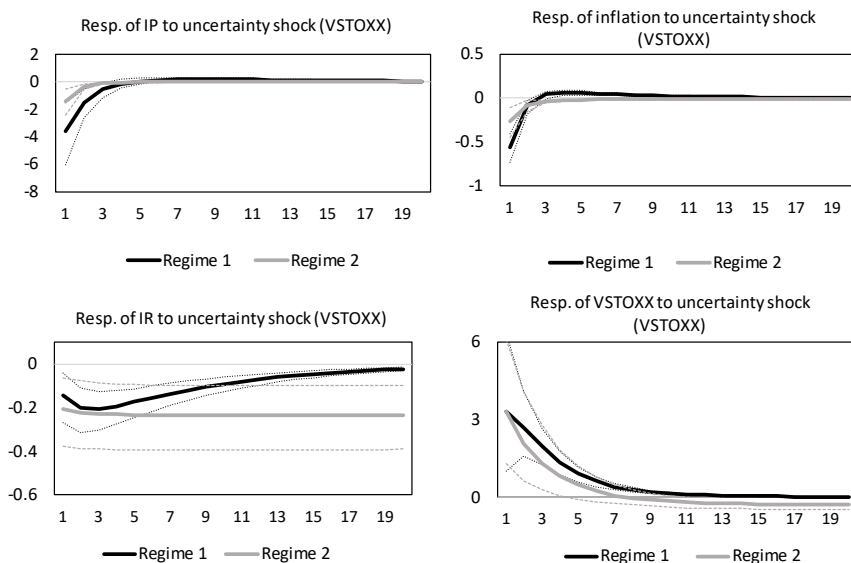 Resp. of IP to uncertainty shock (VSTOXX)
2
0
-2
-4
-6
-8
1 3 5 7 9 11 13 15 17 19
Regime 1 Regime 2
Resp. of inflation to uncertainty shock
(VSTOXX)
0.5
0
-0.5
-1
1 3 5 7 9 11 13 15 17 19
Regime 1 Regime 2
Resp. of IR to uncertainty shock (VSTOXX)
0
-0.2
-0.4
-0.6
1 3 5 7 9 11 13 15 17 19
Regime 1 Regime 2
Resp. of VSTOXX to uncertainty shock
(VSTOXX)
6
3
0
1 3 5 7 9 11 13 15 17 19
Regime 1 Regime 2